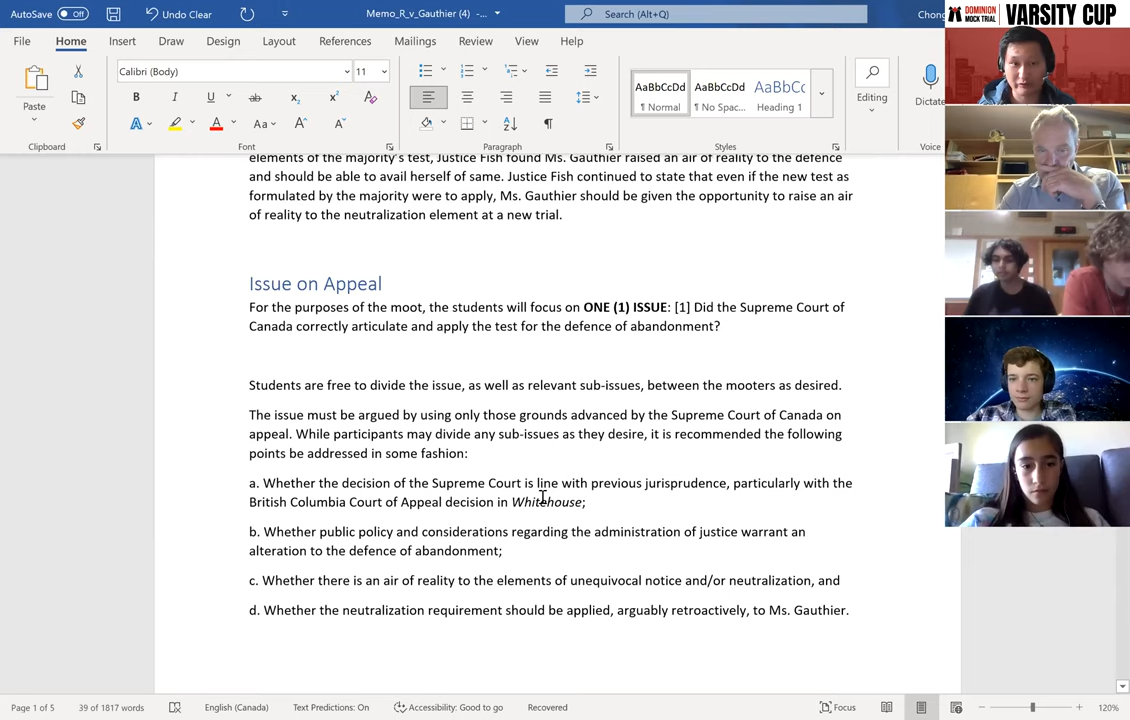 AutoSave Off Undo Clear Memo_R_v_Gauthier (4) -... Search (Alt+Q) Chong
DOMINION MOCK TRIAL VARSITY CUP
File Home Insert Draw Design Layout References Mailings Review View Help
Calibri (Body) 11
AaBbCcDd AaBbCcDd AaBbCc
Paste B I U ab x₂ x² A
¶ Normal ¶ No Spac... Heading 1 Editing Dictate
A A Aa A A
Clipboard Font Paragraph Styles Voice
elements of the majority's test, Justice Fish found Ms. Gauthier raised an air of reality to the defence
and should be able to avail herself of same. Justice Fish continued to state that even if the new test as
formulated by the majority were to apply, Ms. Gauthier should be given the opportunity to raise an air
of reality to the neutralization element at a new trial.
Issue on Appeal
For the purposes of the moot, the students will focus on ONE (1) ISSUE: [1] Did the Supreme Court of
Canada correctly articulate and apply the test for the defence of abandonment?
Students are free to divide the issue, as well as relevant sub-issues, between the mooters as desired.
The issue must be argued by using only those grounds advanced by the Supreme Court of Canada on
appeal. While participants may divide any sub-issues as they desire, it is recommended the following
points be addressed in some fashion:
a. Whether the decision of the Supreme Court is line with previous jurisprudence, particularly with the
British Columbia Court of Appeal decision in Whitehouse;
b. Whether public policy and considerations regarding the administration of justice warrant an
alteration to the defence of abandonment;
c. Whether there is an air of reality to the elements of unequivocal notice and/or neutralization, and
d. Whether the neutralization requirement should be applied, arguably retroactively, to Ms. Gauthier.
Page 1 of 5 39 of 1817 words English (Canada) Text Predictions: On Accessibility: Good to go Recovered Focus 120%